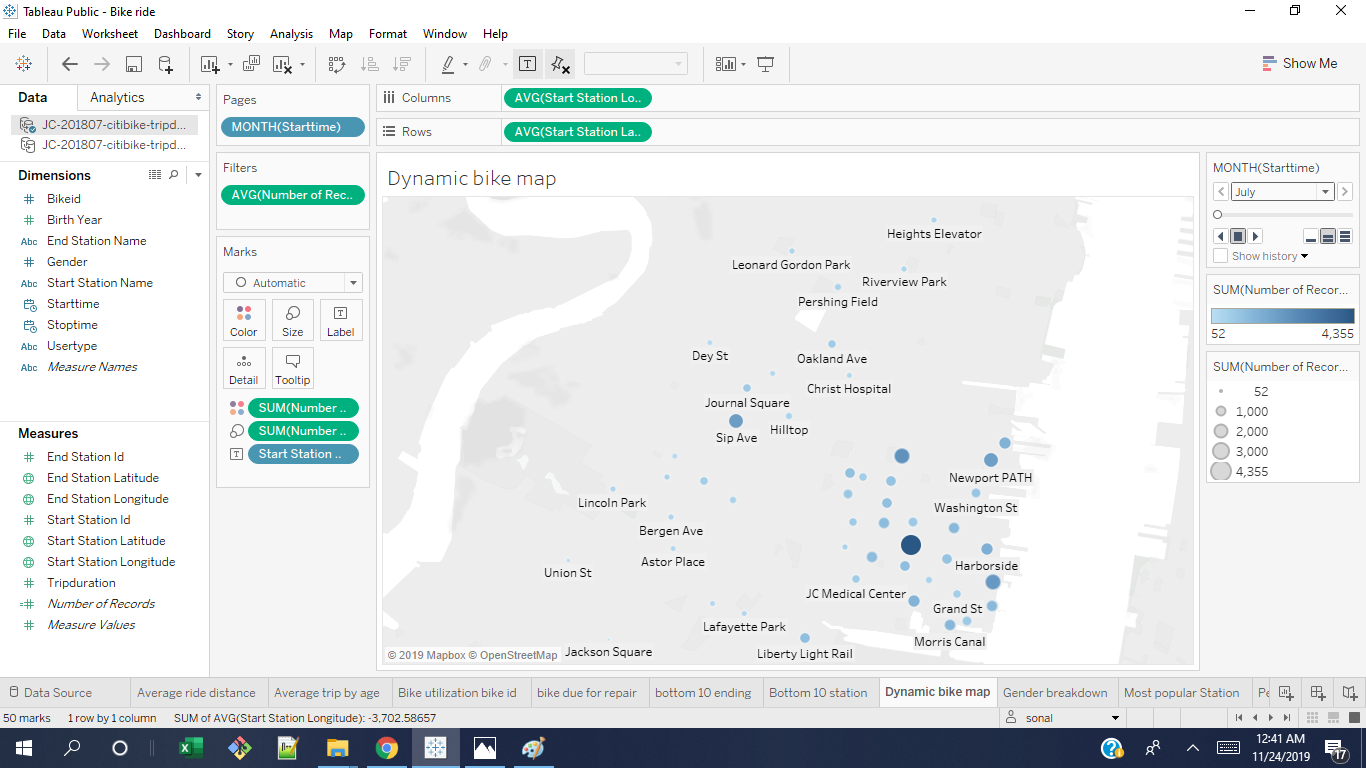 Tableau Public - Bike ride
File Data Worksheet Dashboard Story Analysis Map Format Window Help
Show Me
Data Analytics
JC-201807-citibike-tripd...
JC-201807-citibike-tripd...
Dimensions
# Bikeid
# Birth Year
Abc End Station Name
# Gender
Abc Start Station Name
Starttime
Stoptime
Abc Usertype
Abc Measure Names
Measures
# End Station Id
End Station Latitude
End Station Longitude
# Start Station Id
Start Station Latitude
Start Station Longitude
# Tripduration
=# Number of Records
# Measure Values
Pages
MONTH(Starttime)
Filters
AVG(Number of Rec..
Marks
Automatic
Color Size Label
Detail Tooltip
SUM(Number ..
SUM(Number ..
Start Station ..
Columns AVG(Start Station Lo..
Rows AVG(Start Station La..
Dynamic bike map
Heights Elevator
Leonard Gordon Park
Riverview Park
Pershing Field
Dey St
Oakland Ave
Christ Hospital
Journal Square
Hilltop
Sip Ave
Newport PATH
Lincoln Park
Washington St
Bergen Ave
Astor Place
Harborside
Union St
JC Medical Center
Grand St
Lafayette Park
Morris Canal
Jackson Square
Liberty Light Rail
© 2019 Mapbox © OpenStreetMap
MONTH(Starttime)
July
Show history
SUM(Number of Recor...
52 4,355
SUM(Number of Recor...
52
1,000
2,000
3,000
4,355
Data Source Average ride distance Average trip by age Bike utilization bike id bike due for repair bottom 10 ending Bottom 10 station Dynamic bike map Gender breakdown Most popular Station Pe
50 marks 1 row by 1 column SUM of AVG(Start Station Longitude): -3,702.58657 sonal
12:41 AM
11/24/2019
17